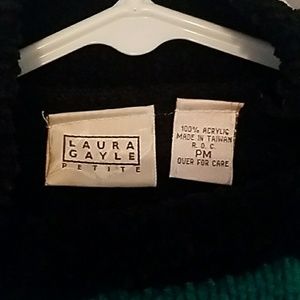 LAURA
GAYLE
PETITE
100% ACRYLIC
MADE IN TAIWAN
R.O.C.
PM
OVER FOR CARE